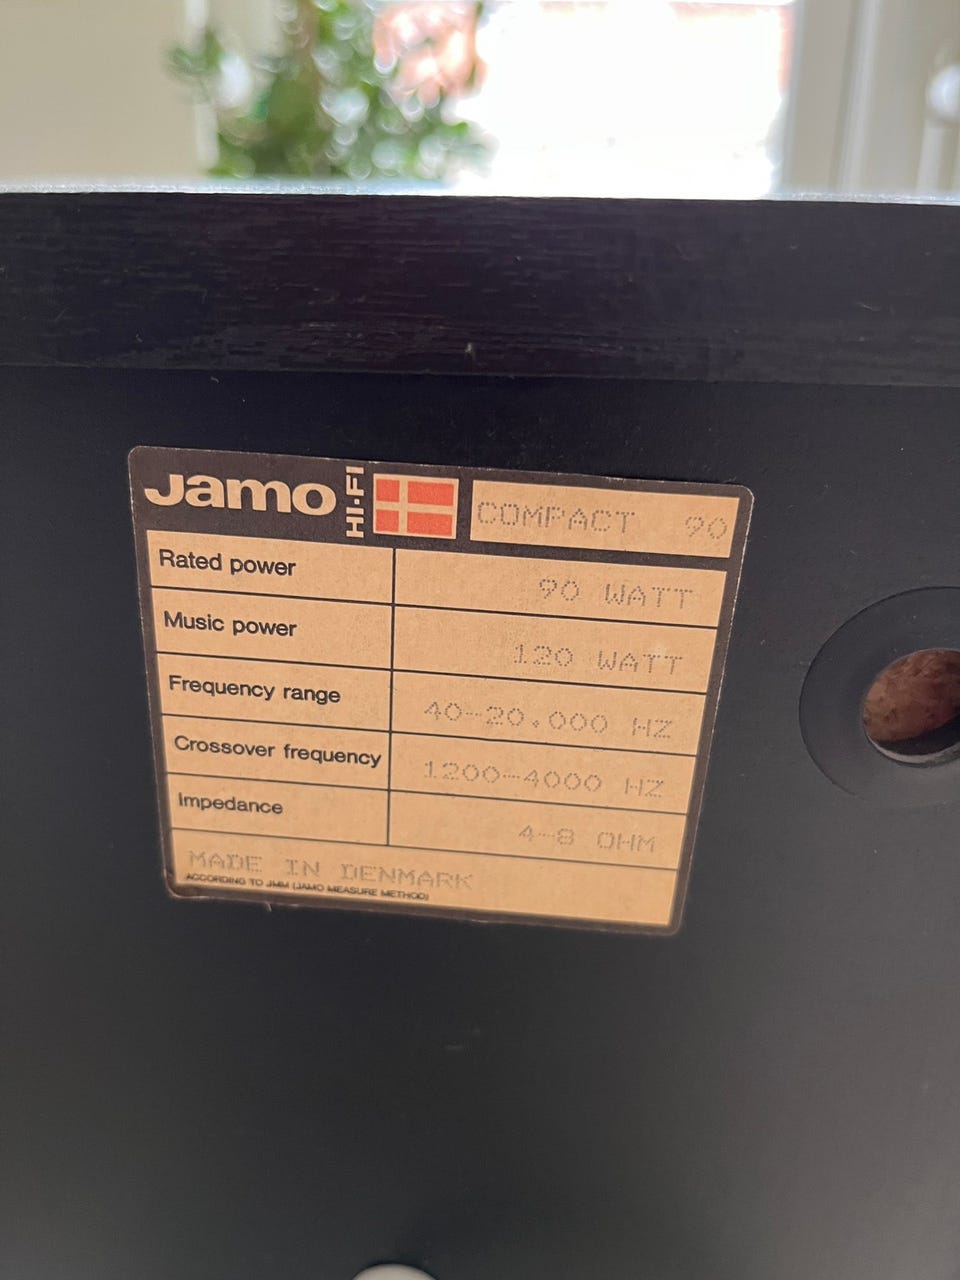 Jamo HI-FI COMPACT 90
Rated power 90 WATT
Music power 120 WATT
Frequency range 40-20.000 HZ
Crossover frequency 1200-4000 HZ
Impedance 4-8 OHM
MADE IN DENMARK
ACCORDING TO JMM (JAMO MEASURE METHOD)